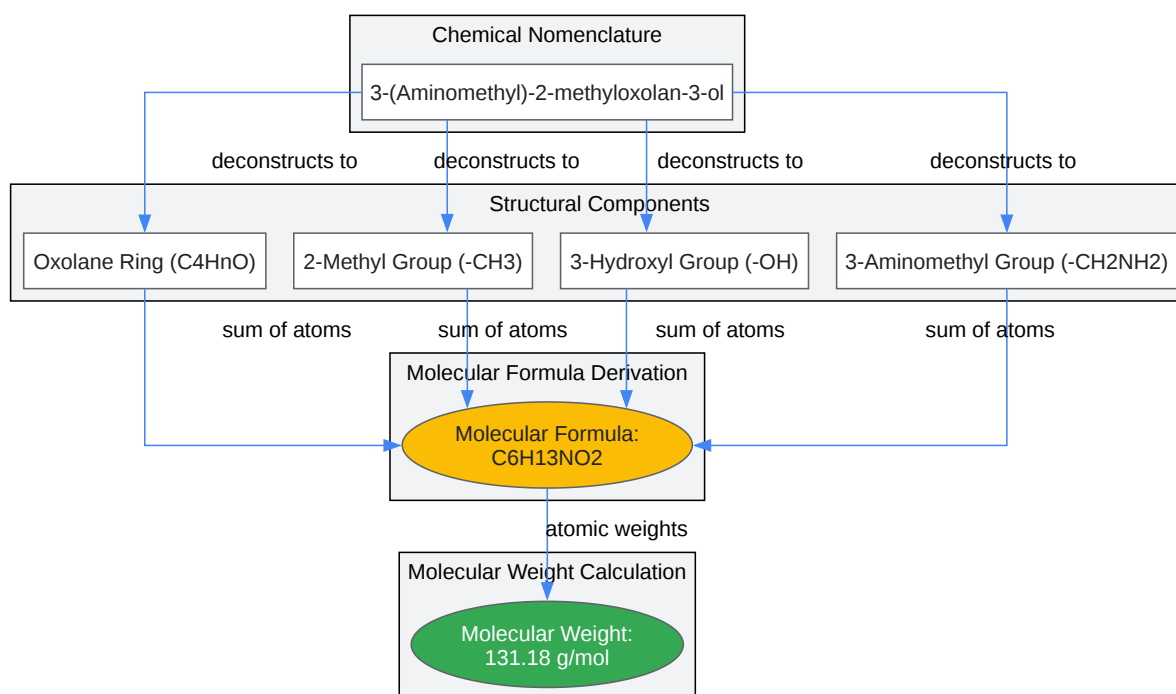 Chemical Nomenclature
3-(Aminomethyl)-2-methyloxolan-3-ol
deconstructs to
deconstructs to
deconstructs to
deconstructs to
Structural Components
Oxolane Ring (C4HnO)
2-Methyl Group (-CH3)
3-Hydroxyl Group (-OH)
3-Aminomethyl Group (-CH2NH2)
sum of atoms
sum of atoms
sum of atoms
sum of atoms
Molecular Formula Derivation
Molecular Formula:
C6H13NO2
atomic weights
Molecular Weight Calculation
Molecular Weight:
131.18 g/mol